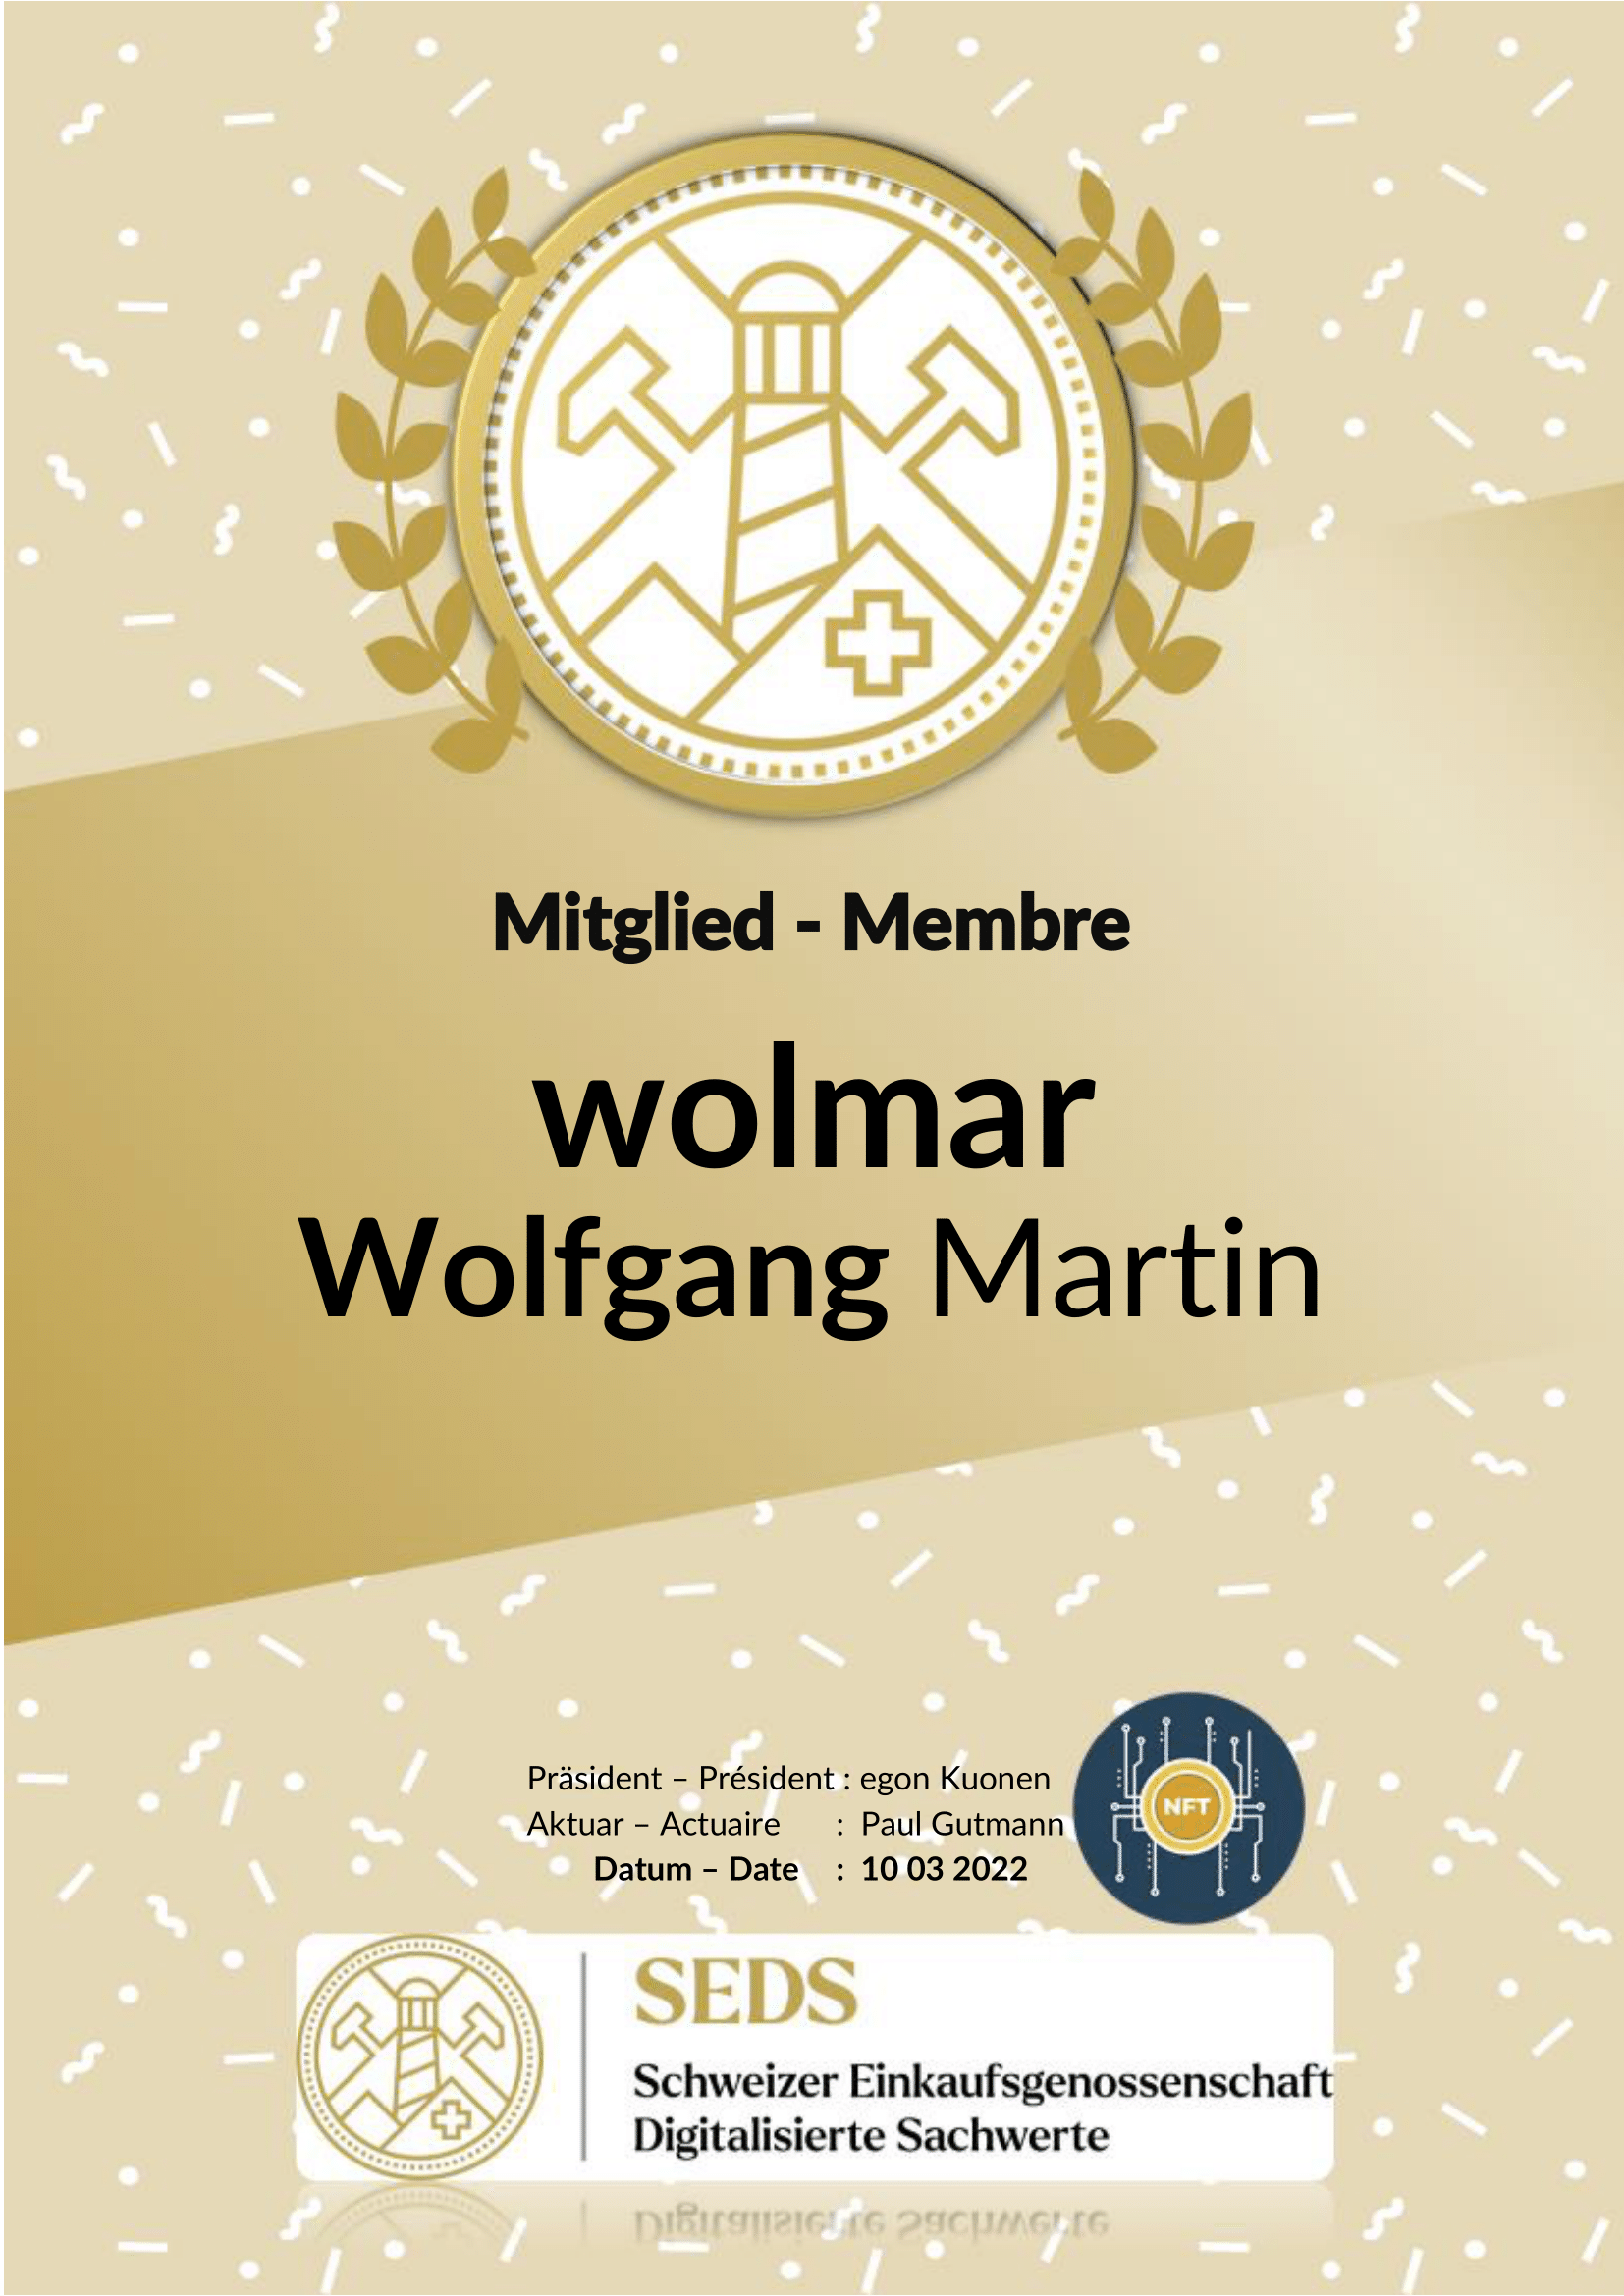 Mitglied - Membre
wolmar
Wolfgang Martin
Präsident – Président : egon Kuonen
Aktuar – Actuaire : Paul Gutmann
Datum – Date : 10 03 2022
NFT
SEDS
Schweizer Einkaufsgenossenschaft
Digitalisierte Sachwerte